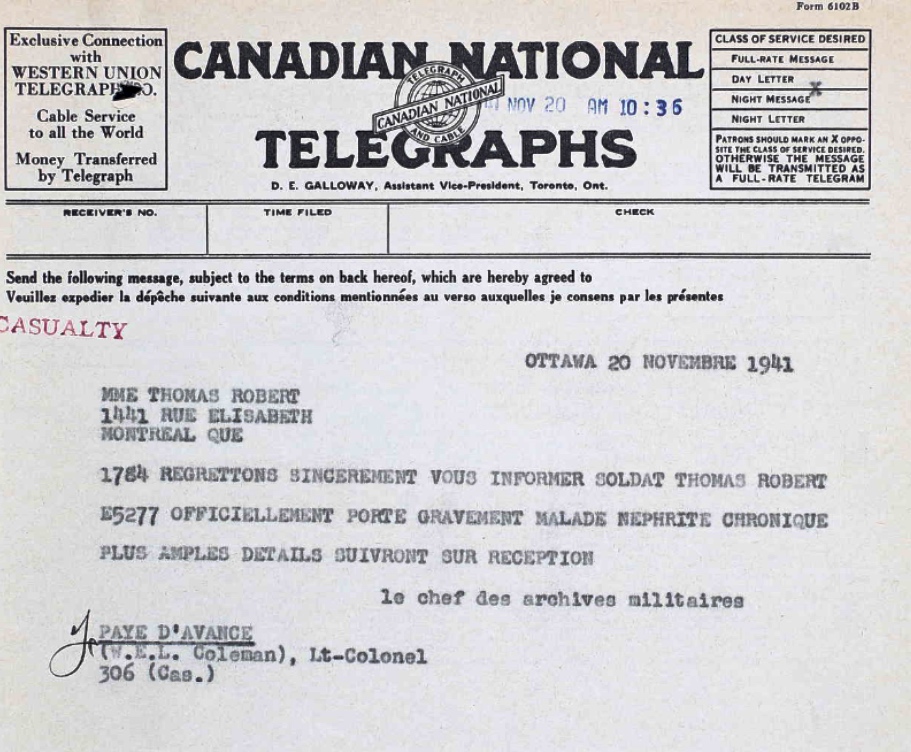 Form 6102B
Exclusive Connection
with
WESTERN UNION
TELEGRAPH CO.
Cable Service
to all the World
Money Transferred
by Telegraph
CANADIAN NATIONAL
TELEGRAPH
CANADIAN NATIONAL
AND CABLE
NOV 20 AM 10:36
TELEGRAPHS
D. E. GALLOWAY, Assistant Vice-President, Toronto, Ont.
CLASS OF SERVICE DESIRED
FULL-RATE MESSAGE
DAY LETTER
NIGHT MESSAGE X
NIGHT LETTER
PATRONS SHOULD MARK AN X OPPO-
SITE THE CLASS OF SERVICE DESIRED.
OTHERWISE THE MESSAGE
WILL BE TRANSMITTED AS
A FULL-RATE TELEGRAM
RECEIVER'S NO. TIME FILED CHECK
Send the following message, subject to the terms on back hereof, which are hereby agreed to
Veuillez expedier la dépêche suivante aux conditions mentionnées au verso auxquelles je consens par les présentes
CASUALTY
OTTAWA 20 NOVEMBRE 1941
MME THOMAS ROBERT
1441 RUE ELISABETH
MONTREAL QUE
1784 REGRETTONS SINCEREMENT VOUS INFORMER SOLDAT THOMAS ROBERT
E5277 OFFICIELLEMENT PORTE GRAVEMENT MALADE NEPHRITE CHRONIQUE
PLUS AMPLES DETAILS SUIVRONT SUR RECEPTION
le chef des archives militaires
PAYE D'AVANCE
(W.E.L. Coleman), Lt-Colonel
306 (Cas.)